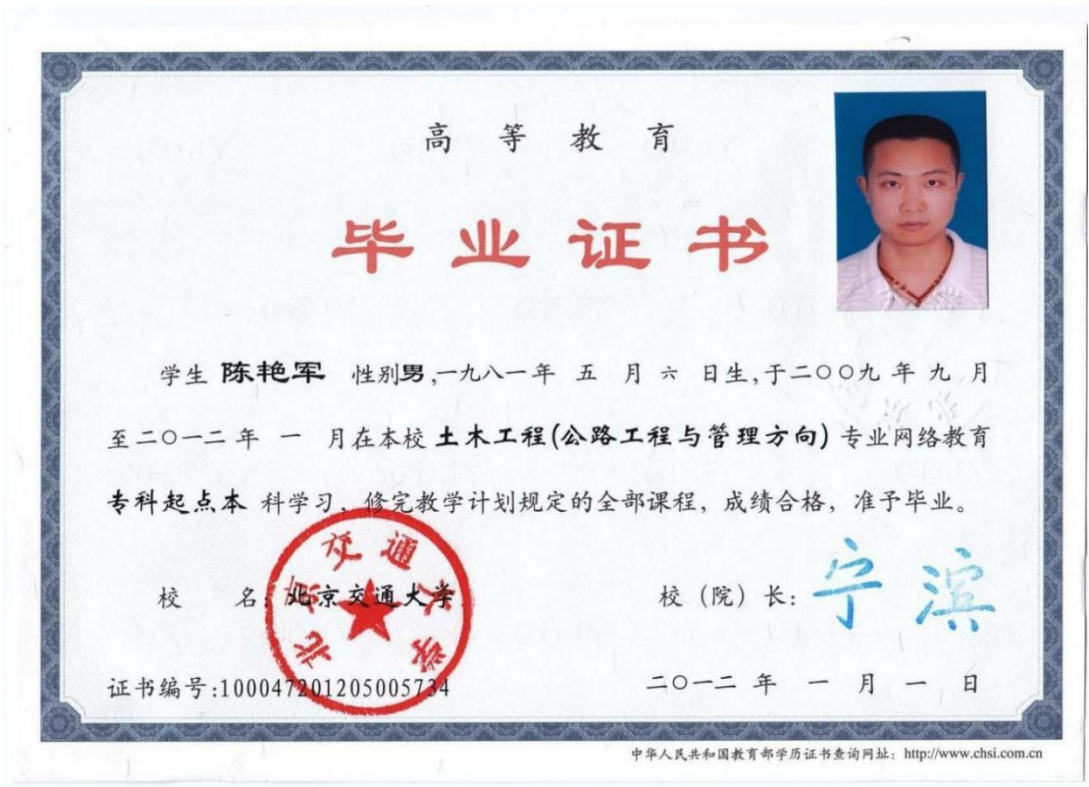 高等教育
毕业证书
学生 陈艳军 性别男,一九八一年 五 月 六 日生,于二〇〇九 年 九 月
至二〇一二 年 一 月在本校 土木工程(公路工程与管理方向) 专业网络教育
专科起点本 科学习，修完教学计划规定的全部课程，成绩合格，准予毕业。
北京交通大学
校 名：北京交通大学
校（院）长：宁滨
证书编号:100047201205005734
二〇一二 年 一 月 一 日
中华人民共和国教育部学历证书查询网址：http://www.chsi.com.cn